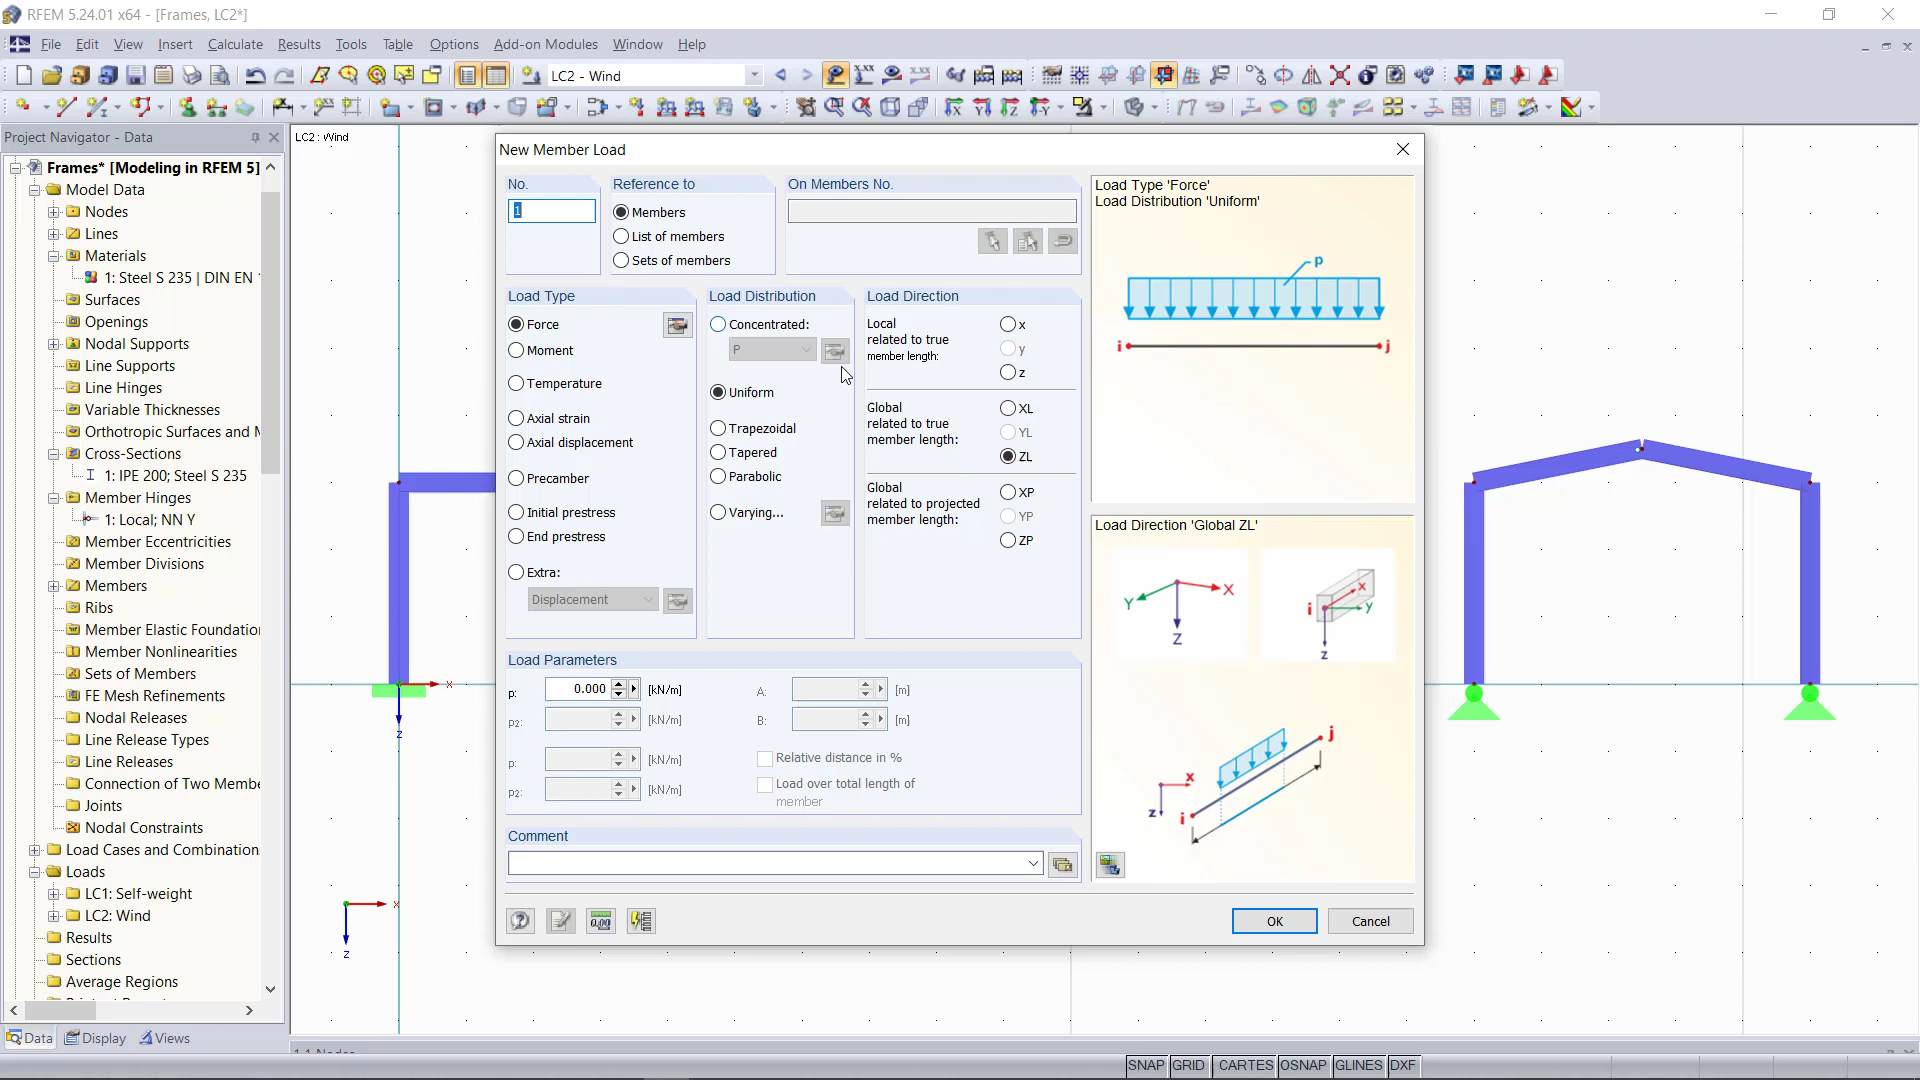 RFEM 5.24.01 x64 - [Frames, LC2*]
File Edit View Insert Calculate Results Tools Table Options Add-on Modules Window Help
LC2 - Wind
Project Navigator - Data
Frames* [Modeling in RFEM 5]
Model Data
Nodes
Lines
Materials
1: Steel S 235 | DIN EN
Surfaces
Openings
Nodal Supports
Line Supports
Line Hinges
Variable Thicknesses
Orthotropic Surfaces and M
Cross-Sections
1: IPE 200; Steel S 235
Member Hinges
1: Local; NN Y
Member Eccentricities
Member Divisions
Members
Ribs
Member Elastic Foundation
Member Nonlinearities
Sets of Members
FE Mesh Refinements
Nodal Releases
Line Release Types
Line Releases
Connection of Two Membe
Joints
Nodal Constraints
Load Cases and Combination
Loads
LC1: Self-weight
LC2: Wind
Results
Sections
Average Regions
Data Display Views
LC2 : Wind
x
z
x
z
New Member Load
No.
1
Reference to
Members
List of members
Sets of members
On Members No.
Load Type
Force
Moment
Temperature
Axial strain
Axial displacement
Precamber
Initial prestress
End prestress
Extra:
Displacement
Load Distribution
Concentrated:
P
Uniform
Trapezoidal
Tapered
Parabolic
Varying...
Load Direction
Local
related to true
member length:
x
y
z
Global
related to true
member length:
XL
YL
ZL
Global
related to projected
member length:
XP
YP
ZP
Load Parameters
p: 0.000 [kN/m] A: [m]
p2: [kN/m] B: [m]
p: [kN/m] Relative distance in %
p2: [kN/m] Load over total length of
member
Comment
0.00
OK Cancel
Load Type 'Force'
Load Distribution 'Uniform'
p
i j
Load Direction 'Global ZL'
Y X Z
i x y z
x z i j
SNAP GRID CARTES OSNAP GLINES DXF